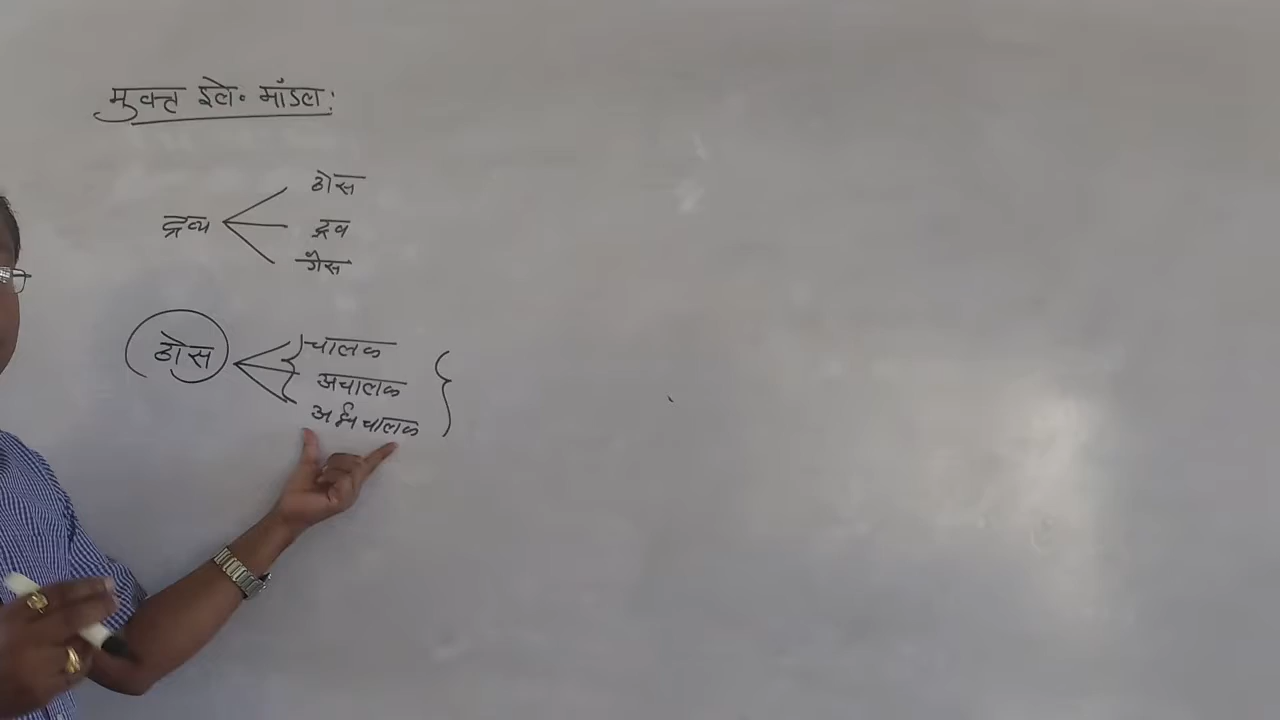 मुक्त इले॰ मॉडल:
ठोस
द्रव्य
द्रव
गैस
ठोस
चालक
अचालक
अर्धचालक